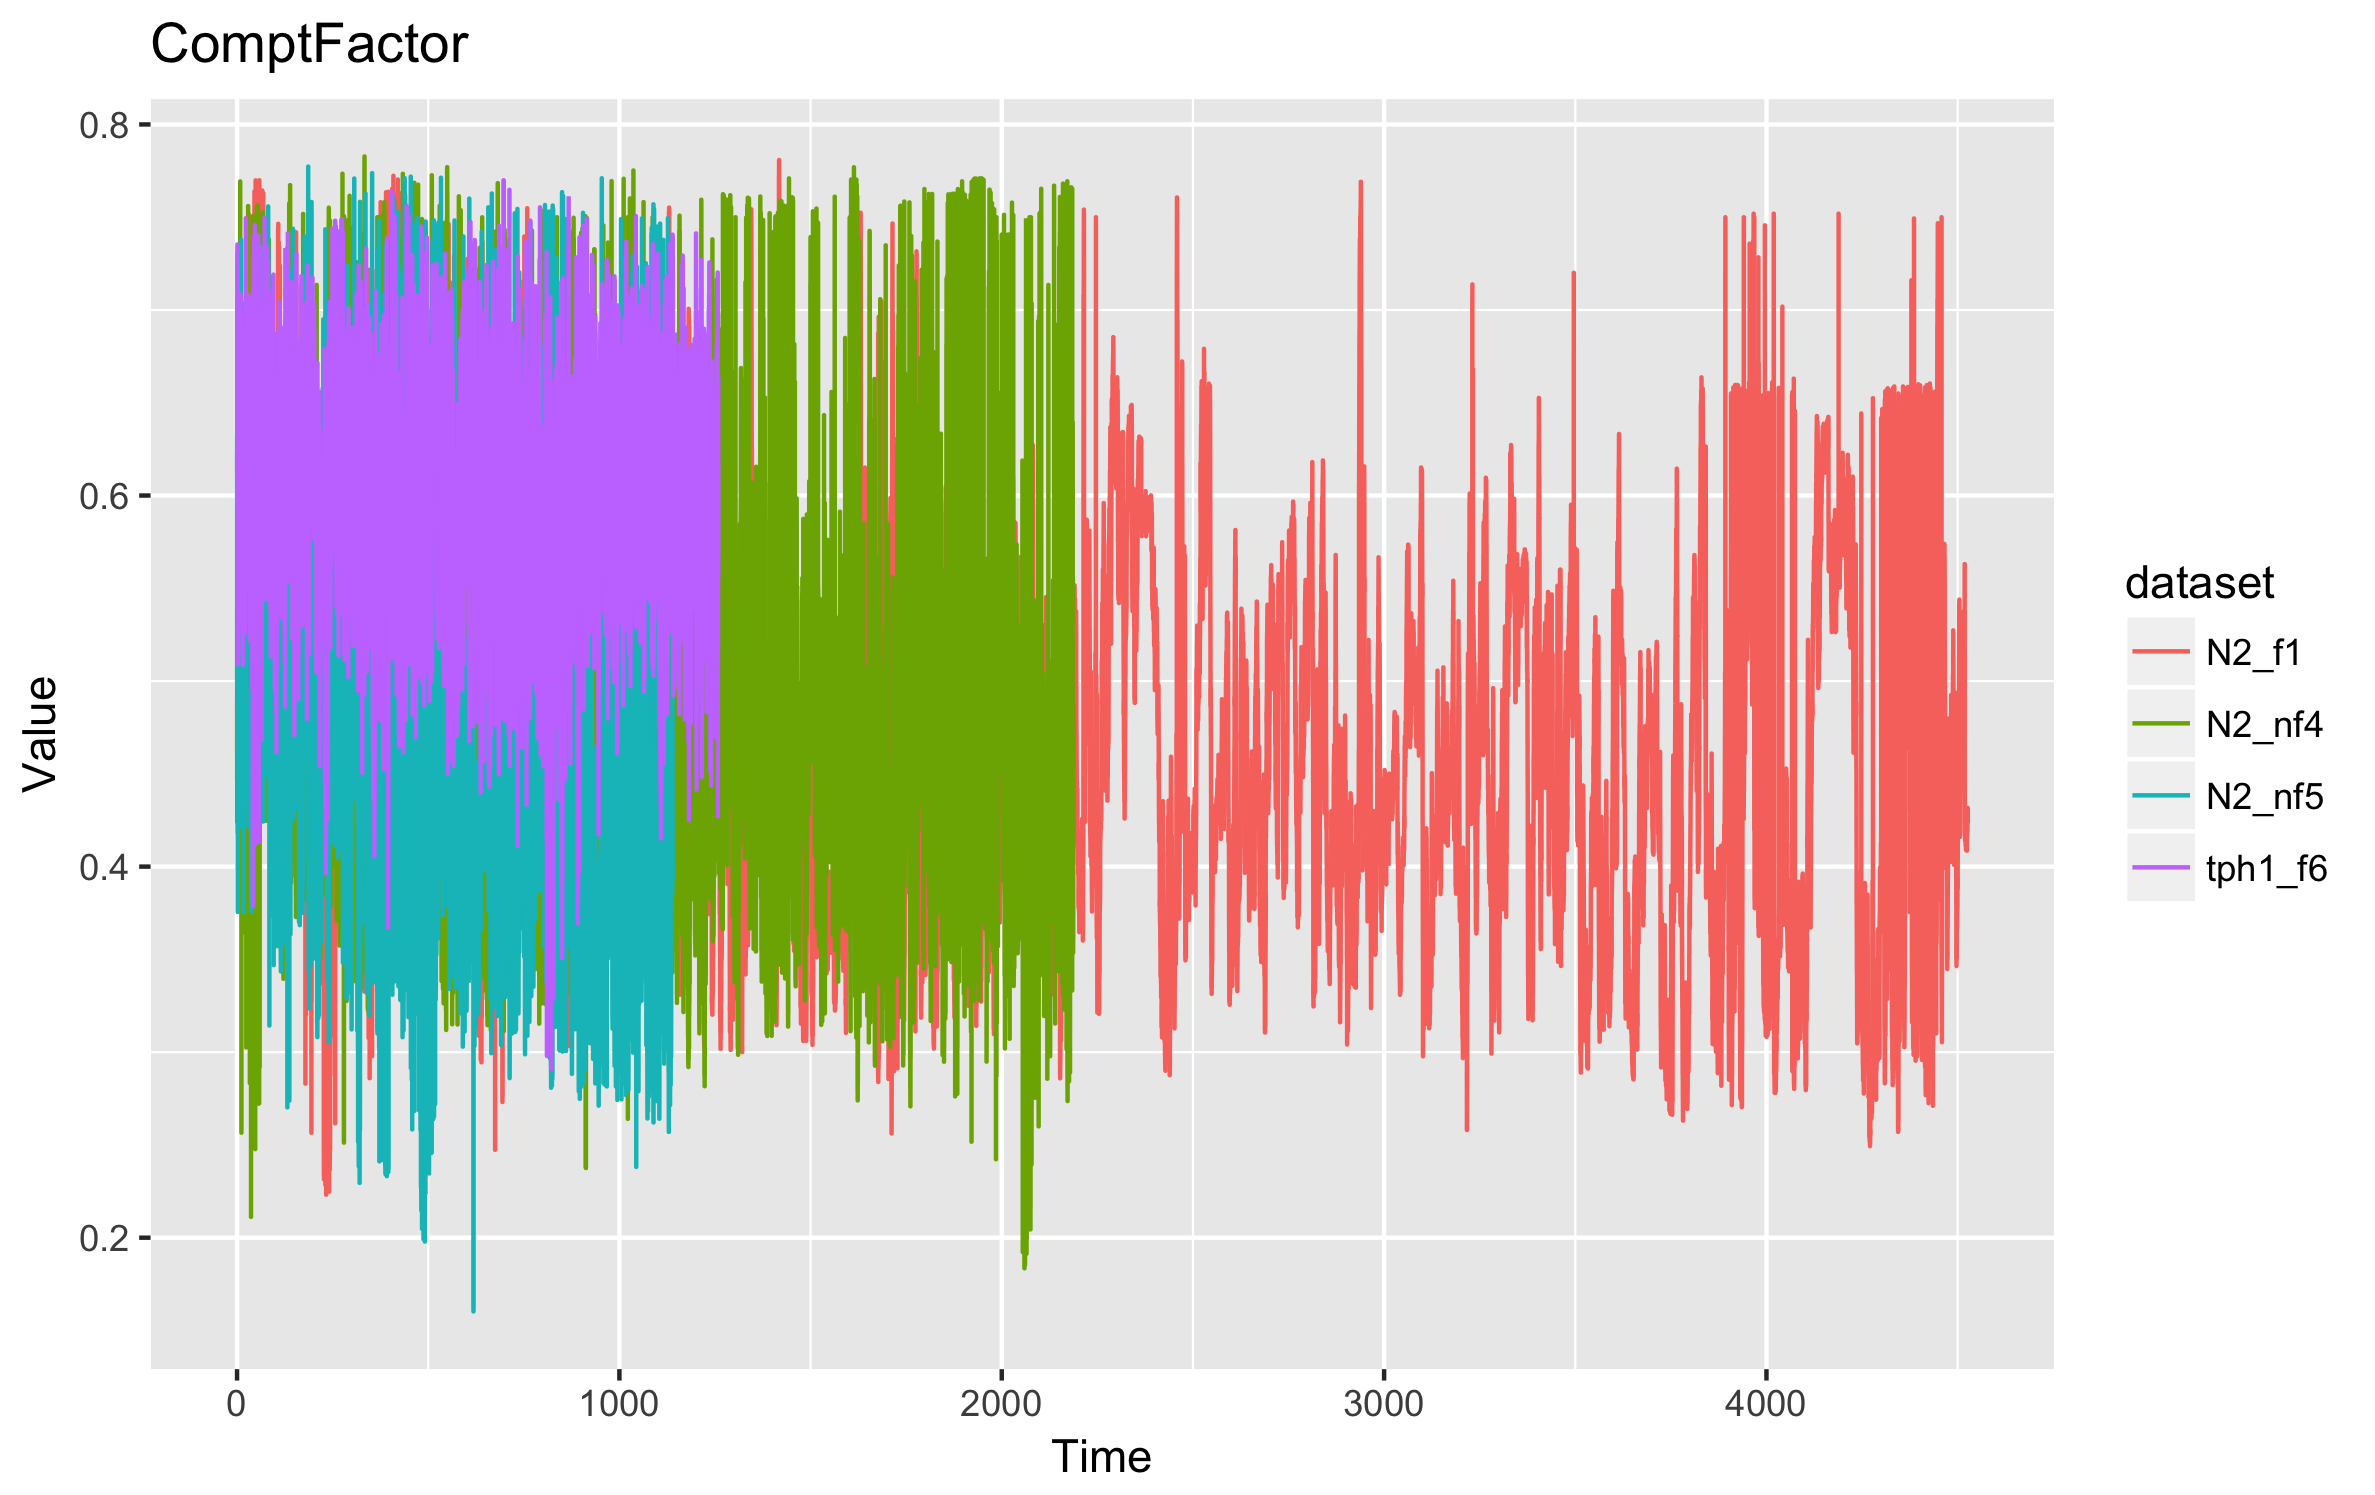 ComptFactor
0.8
0.6
0.4
0.2
Value
0 1000 2000 3000 4000
Time
dataset
N2_f1
N2_nf4
N2_nf5
tph1_f6